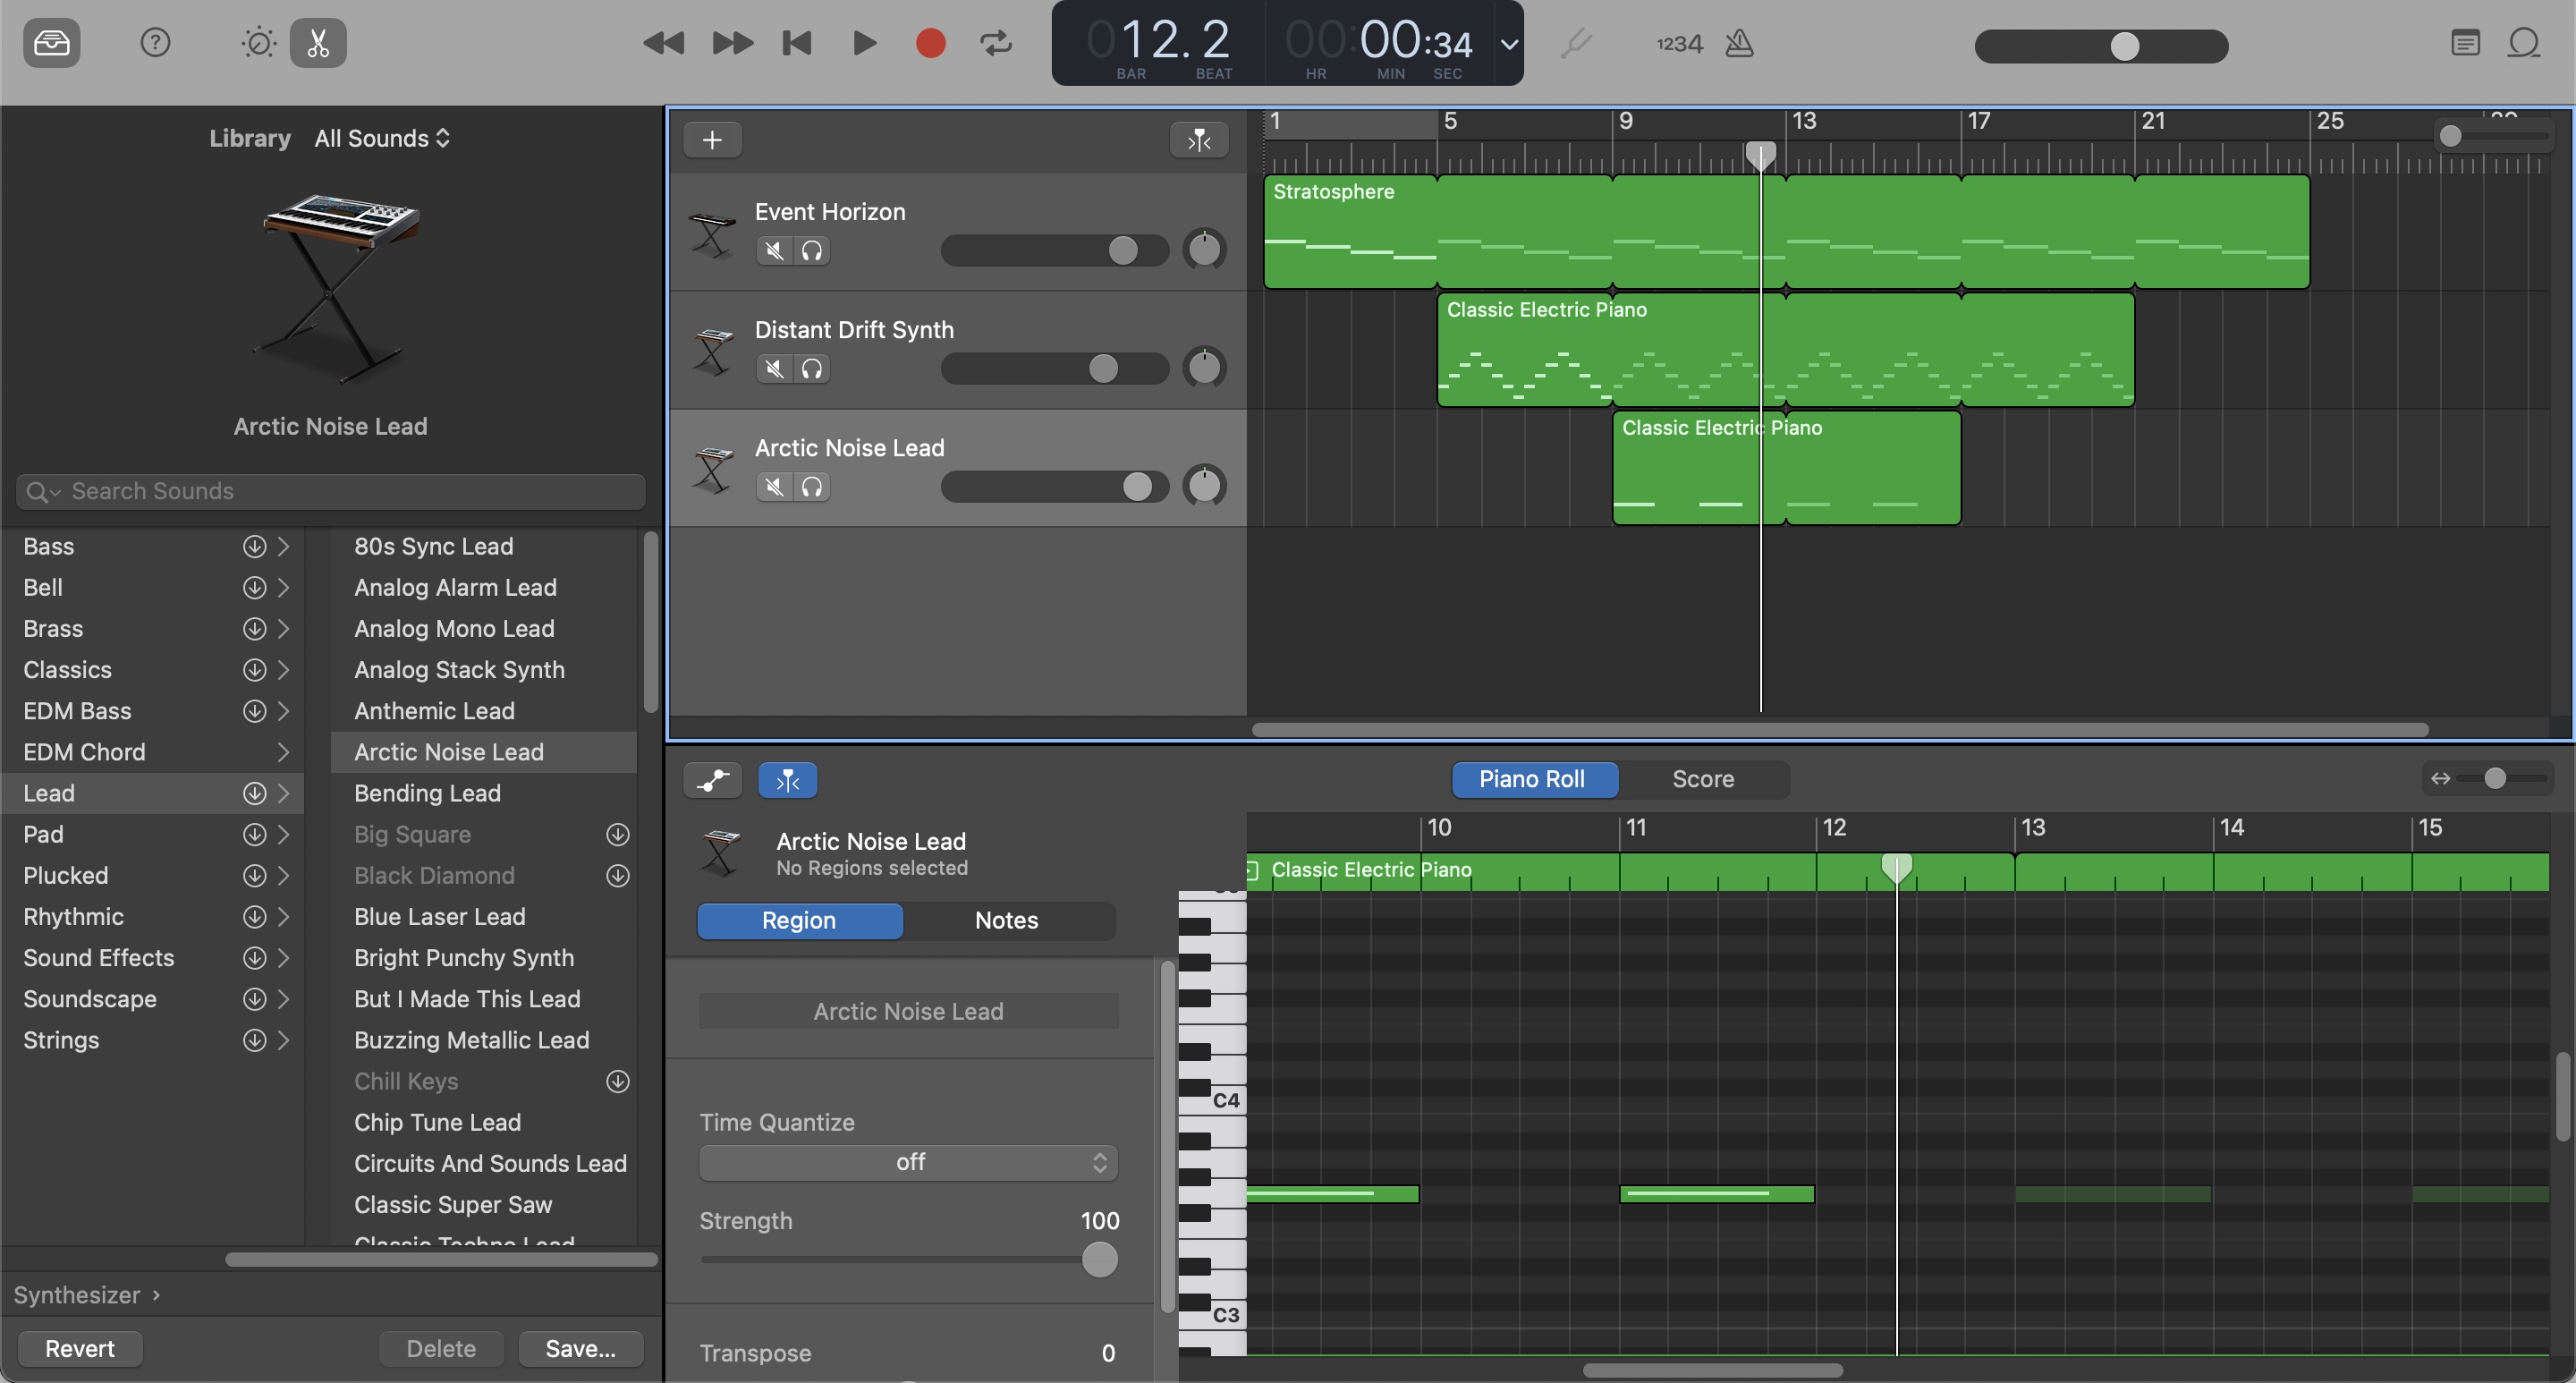 012.2
00:00:34
BAR
BEAT
HR
MIN
SEC
1234
Library
All Sounds
Arctic Noise Lead
Search Sounds
Bass
Bell
Brass
Classics
EDM Bass
EDM Chord
Lead
Pad
Plucked
Rhythmic
Sound Effects
Soundscape
Strings
80s Sync Lead
Analog Alarm Lead
Analog Mono Lead
Analog Stack Synth
Anthemic Lead
Arctic Noise Lead
Bending Lead
Big Square
Black Diamond
Blue Laser Lead
Bright Punchy Synth
But I Made This Lead
Buzzing Metallic Lead
Chill Keys
Chip Tune Lead
Circuits And Sounds Lead
Classic Super Saw
Classic Techno Lead
Synthesizer ›
Revert
Delete
Save...
1 5 9 13 17 21 25
Event Horizon
Stratosphere
Distant Drift Synth
Classic Electric Piano
Arctic Noise Lead
Classic Electric Piano
Piano Roll
Score
Arctic Noise Lead
No Regions selected
Region
Notes
Arctic Noise Lead
Time Quantize
off
Strength 100
Transpose 0
10 11 12 13 14 15
Classic Electric Piano
C4
C3